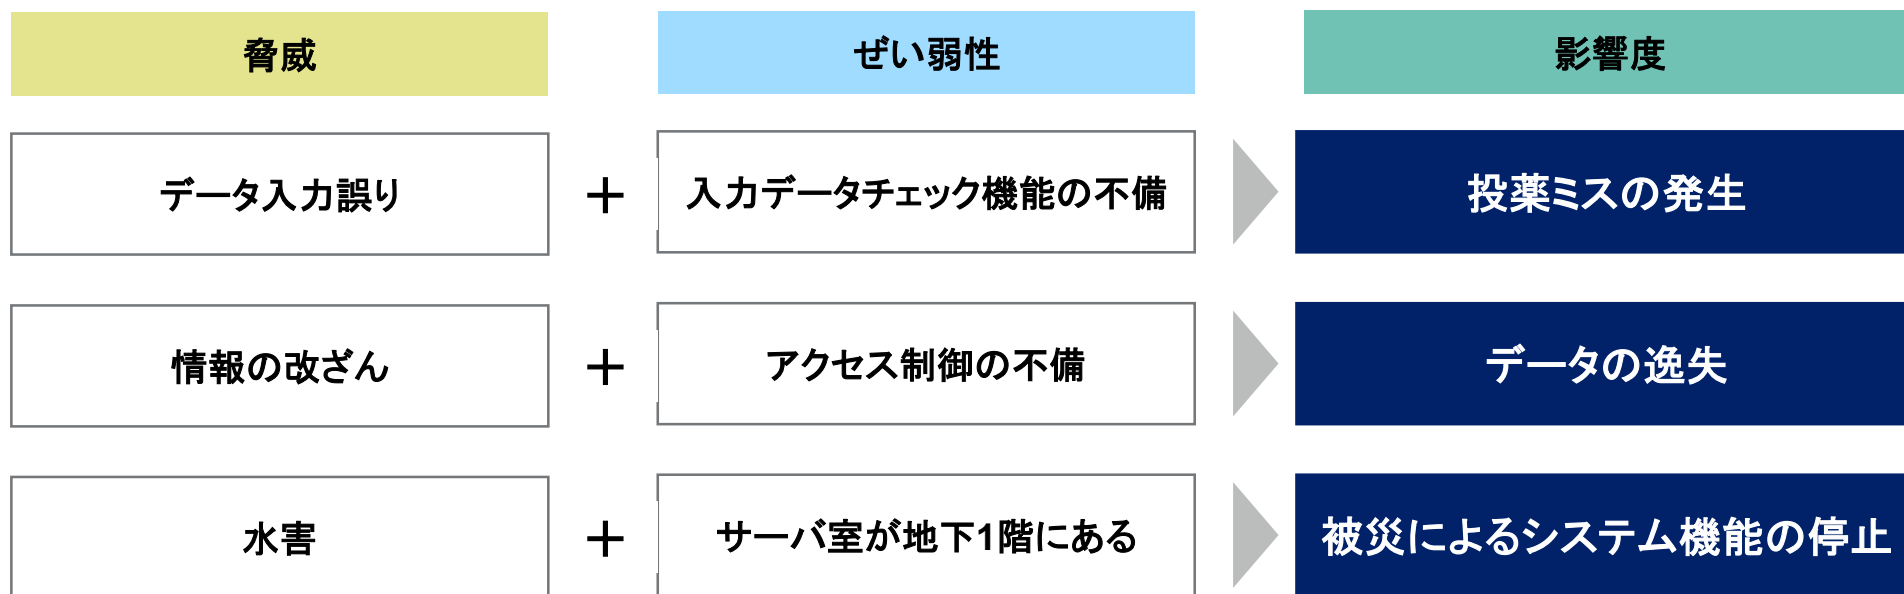 脅威
ぜい弱性
影響度
データ入力誤り
＋
入力データチェック機能の不備
投薬ミスの発生
情報の改ざん
＋
アクセス制御の不備
データの逸失
水害
＋
サーバ室が地下1階にある
被災によるシステム機能の停止